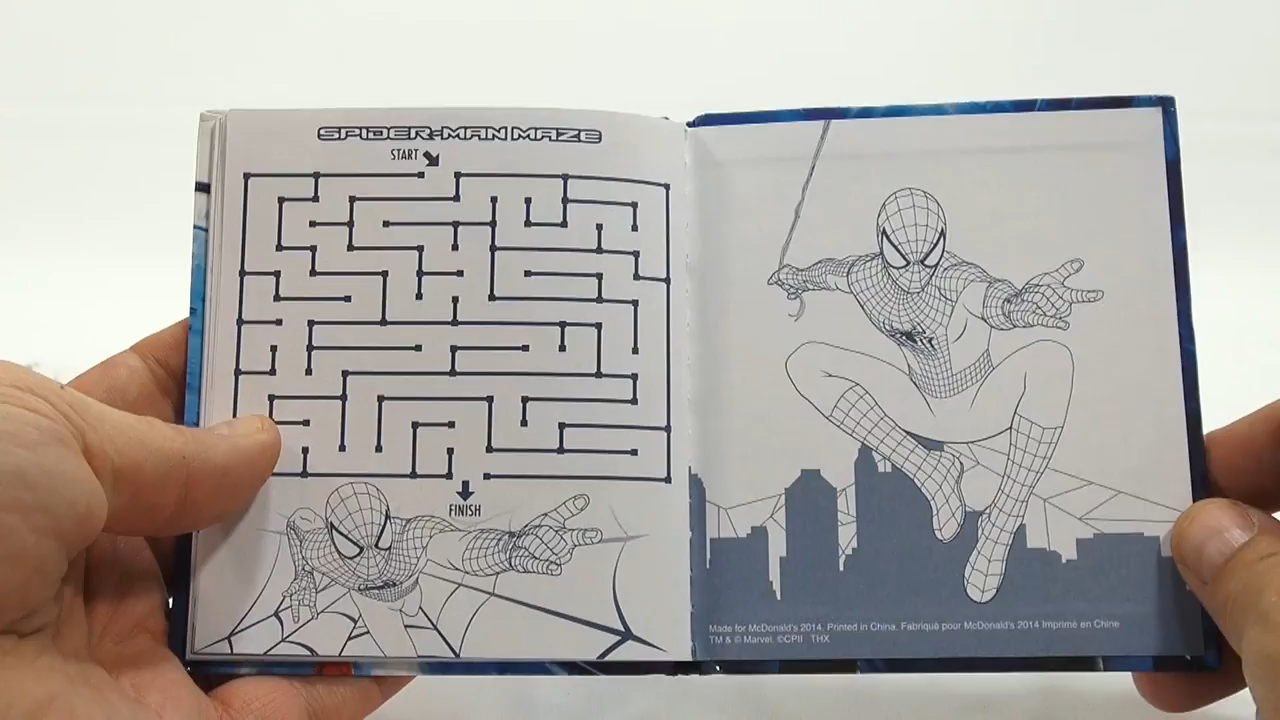 SPIDER-MAN MAZE
START
FINISH
Made for McDonald's 2014. Printed in China. Fabriqué pour McDonald's 2014 Imprimé en Chine
TM & © Marvel. ©CPII THX